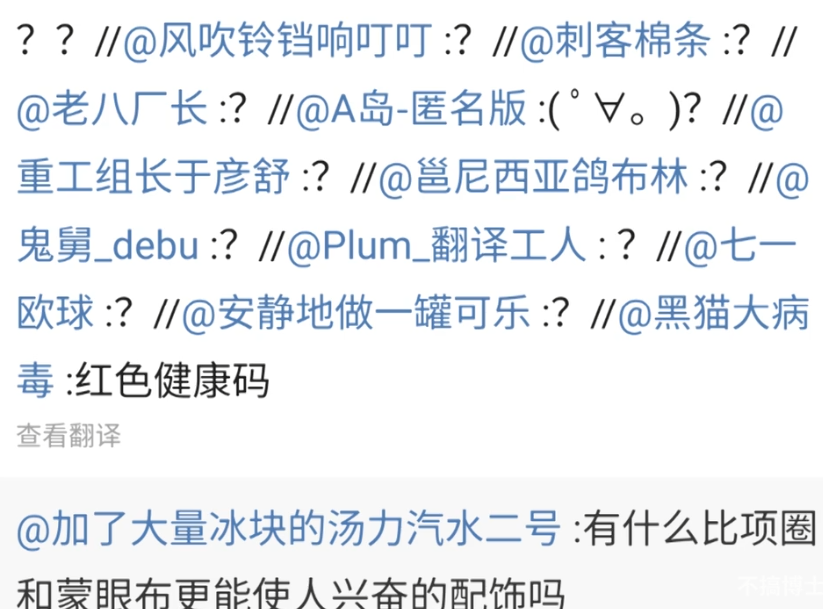 ？？//@风吹铃铛响叮叮 :？ //@刺客棉条 :？ //
@老八厂长 :？ //@A岛-匿名版 :( ﾟ∀。)？ //@
重工组长于彦舒 :？ //@邕尼西亚鸽布林 :？ //@
鬼舅_debu :？ //@Plum_翻译工人 : ？ //@七一
欧球 :？ //@安静地做一罐可乐 :？ //@黑猫大病
毒 :红色健康码
查看翻译
@加了大量冰块的汤力汽水二号 :有什么比项圈
和蒙眼布更能使人兴奋的配饰吗
不搞博士